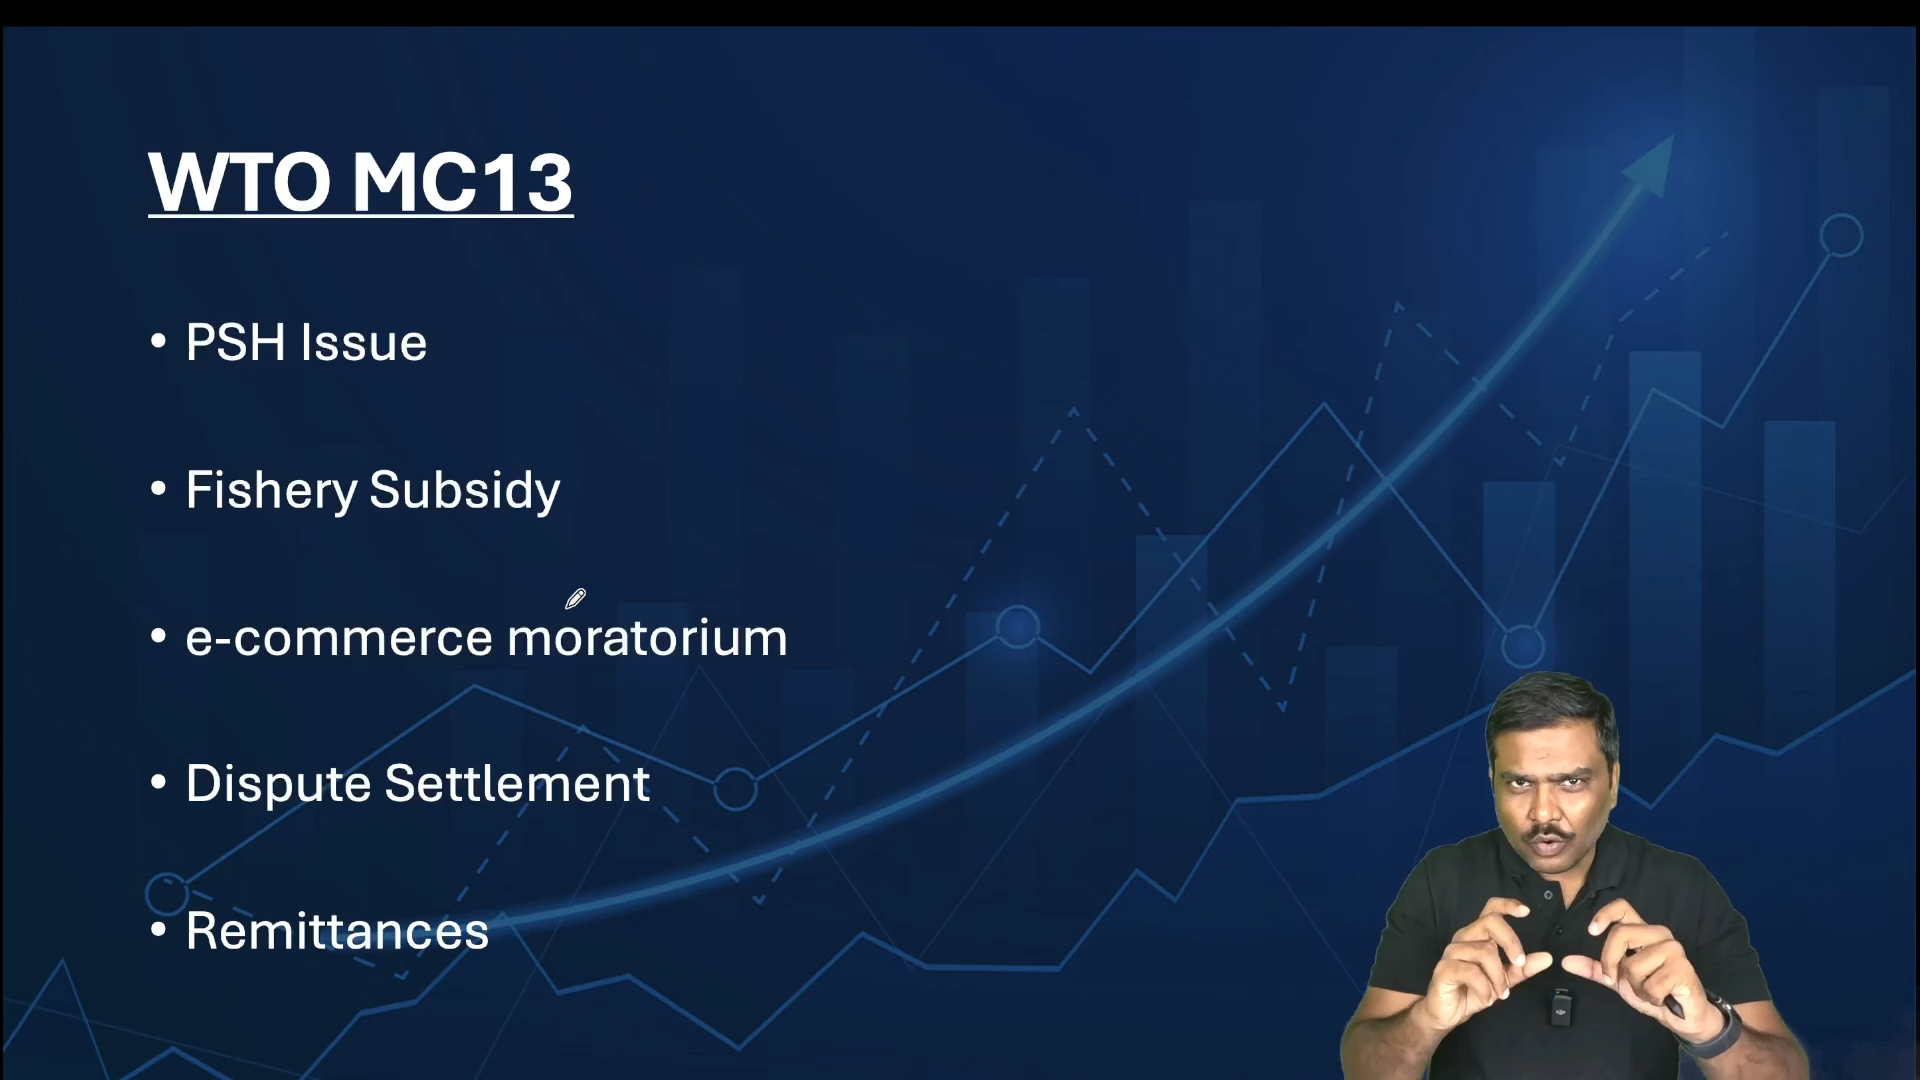 WTO MC13
• PSH Issue
• Fishery Subsidy
• e-commerce moratorium
• Dispute Settlement
• Remittances